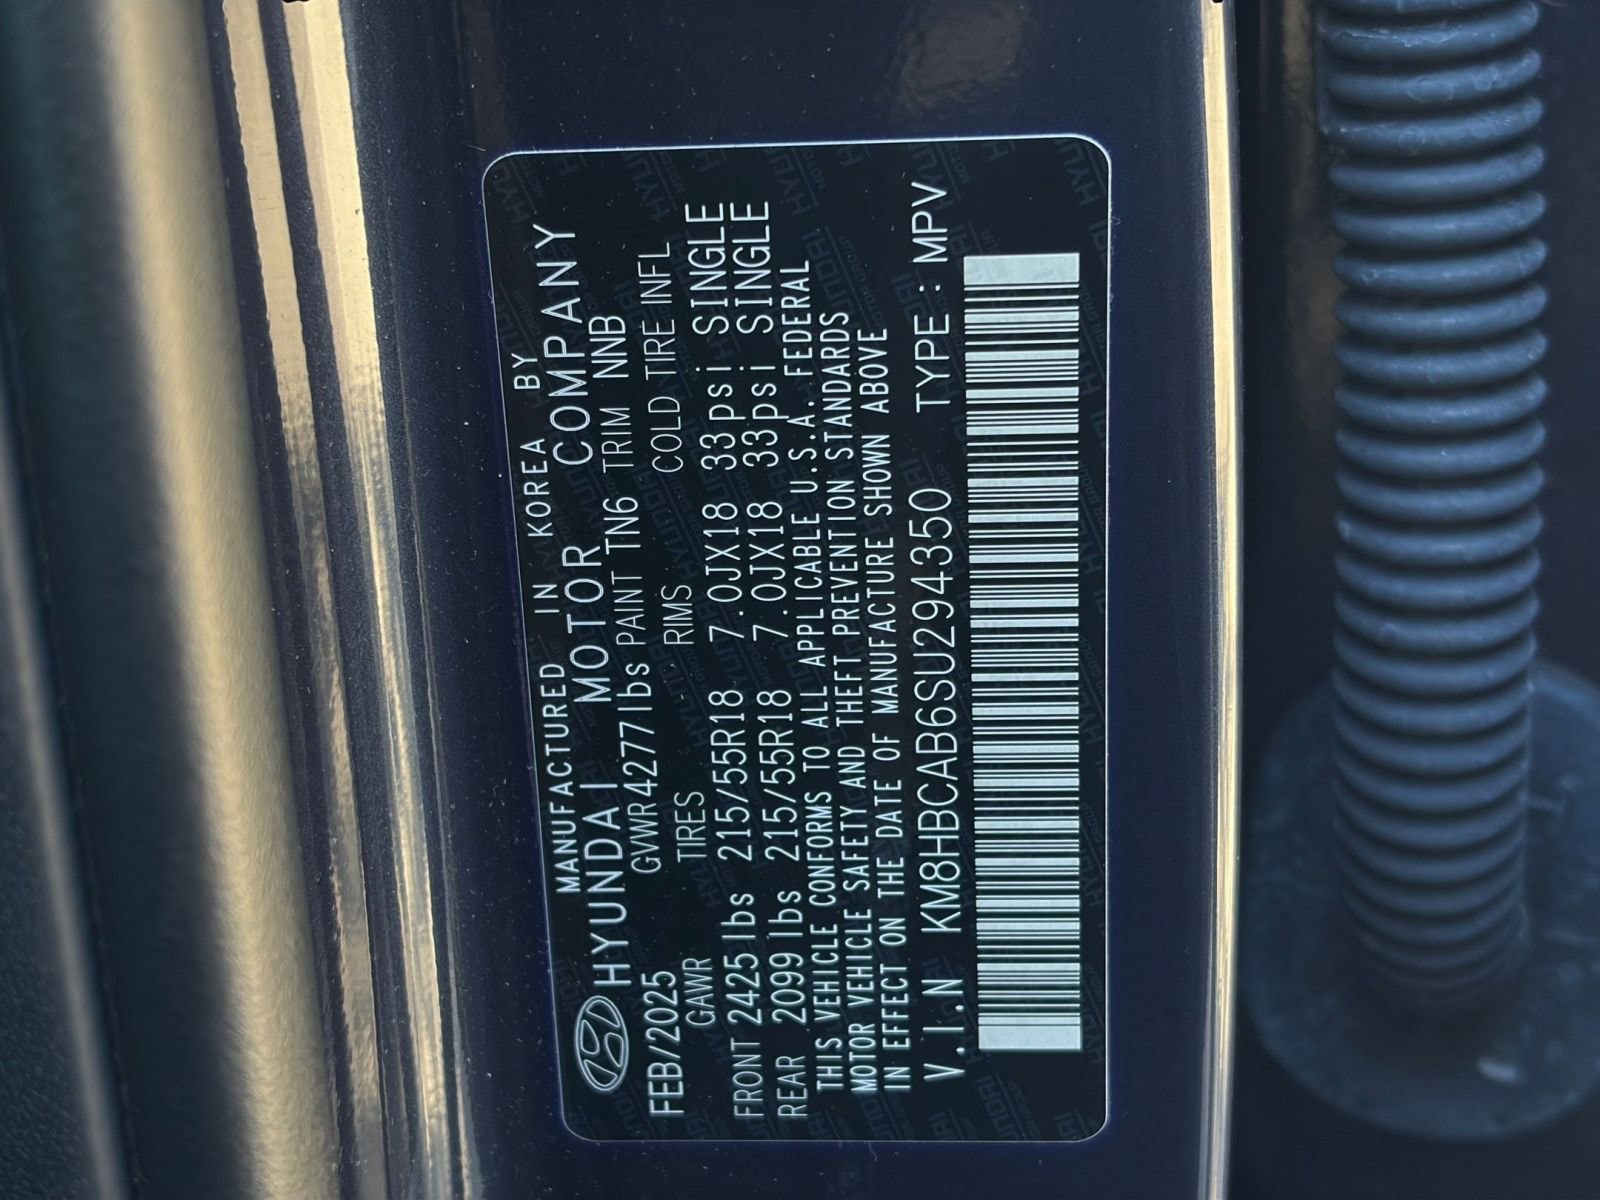 MANUFACTURED IN KOREA BY
HYUNDAI MOTOR COMPANY
FEB/2025 GVWR 4277lbs PAINT TN6 TRIM NNB
GAWR TIRES RIMS COLD TIRE INFL
FRONT 2425lbs 215/55R18 7.0JX18 33psi SINGLE
REAR 2099lbs 215/55R18 7.0JX18 33psi SINGLE
THIS VEHICLE CONFORMS TO ALL APPLICABLE U.S.A. FEDERAL
MOTOR VEHICLE SAFETY AND THEFT PREVENTION STANDARDS
IN EFFECT ON THE DATE OF MANUFACTURE SHOWN ABOVE
V.I.N KM8HBCAB6SU294350 TYPE : MPV